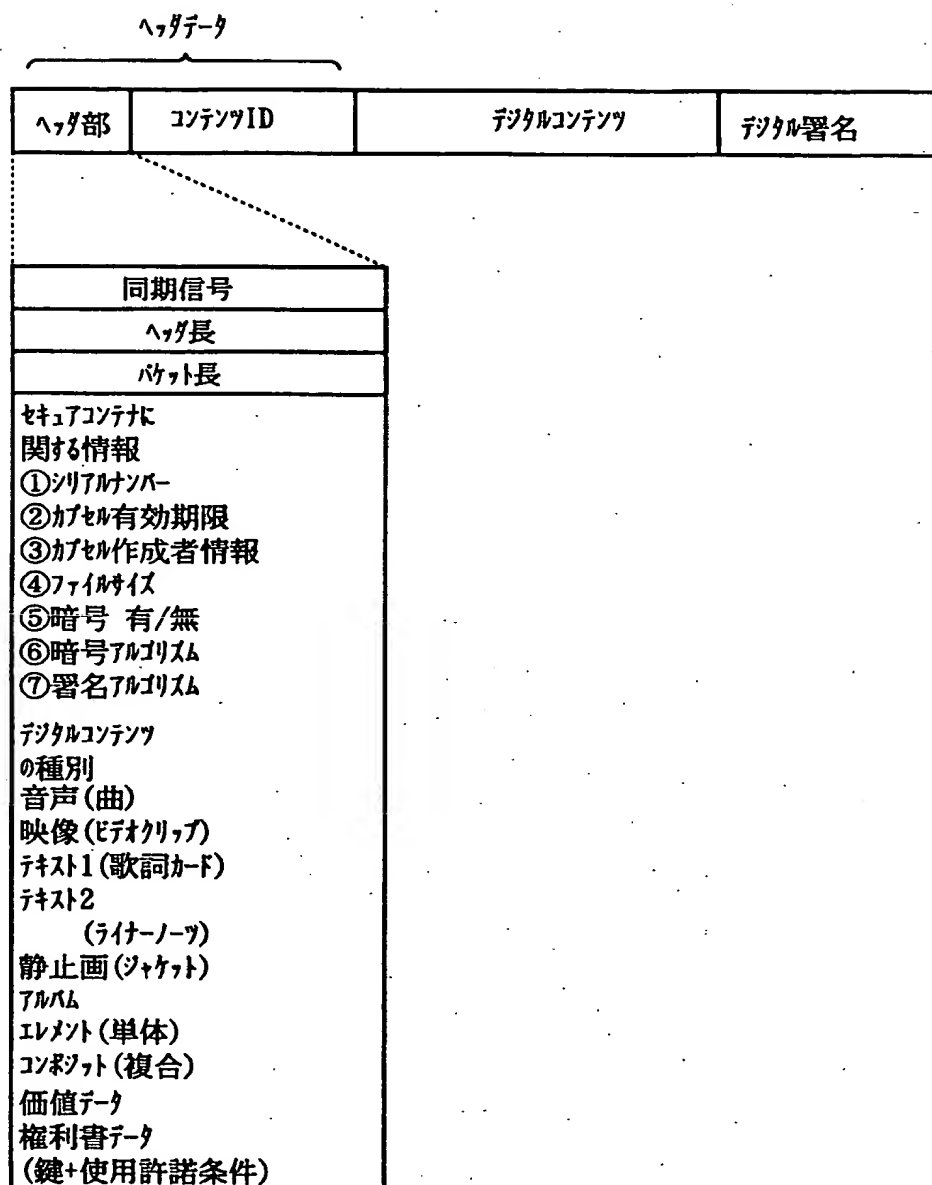 ヘッダデータ
ヘッダ部 コンテンツID デジタルコンテンツ デジタル署名
同期信号
ヘッダ長
パケット長
セキュアコンテナに
関する情報
①シリアルナンバー
②カプセル有効期限
③カプセル作成者情報
④ファイルサイズ
⑤暗号 有/無
⑥暗号アルゴリズム
⑦署名アルゴリズム
デジタルコンテンツ
の種別
音声(曲)
映像(ビデオクリップ)
テキスト1(歌詞カード)
テキスト2
(ライナーノーツ)
静止画(ジャケット)
アルバム
エレメント(単体)
コンポジット(複合)
価値データ
権利書データ
(鍵+使用許諾条件)